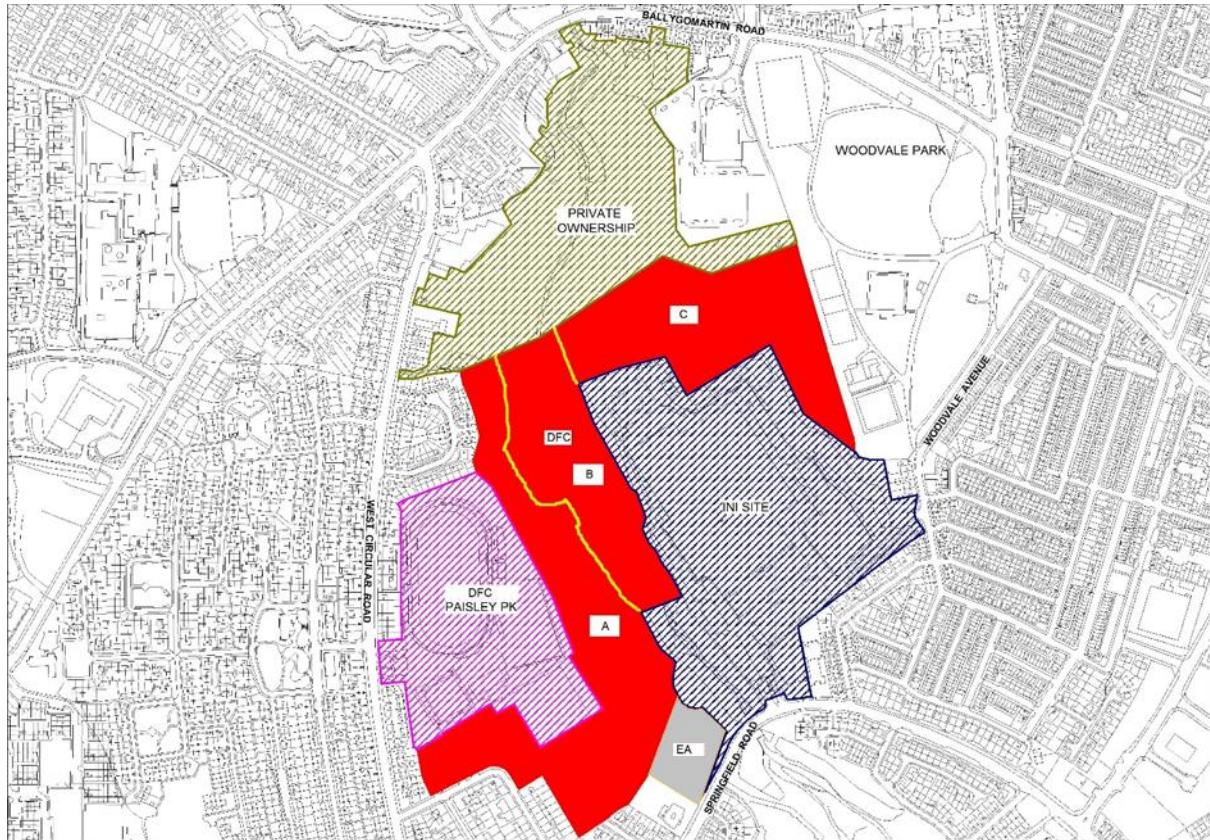 BALLYGOMARTIN ROAD
WOODVALE PARK
PRIVATE
OWNERSHIP
C
WOODVALE AVENUE
DFC
B
INI SITE
WEST CIRCULAR ROAD
DFC
PAISLEY PK
A
EA
SPRINGFIELD ROAD